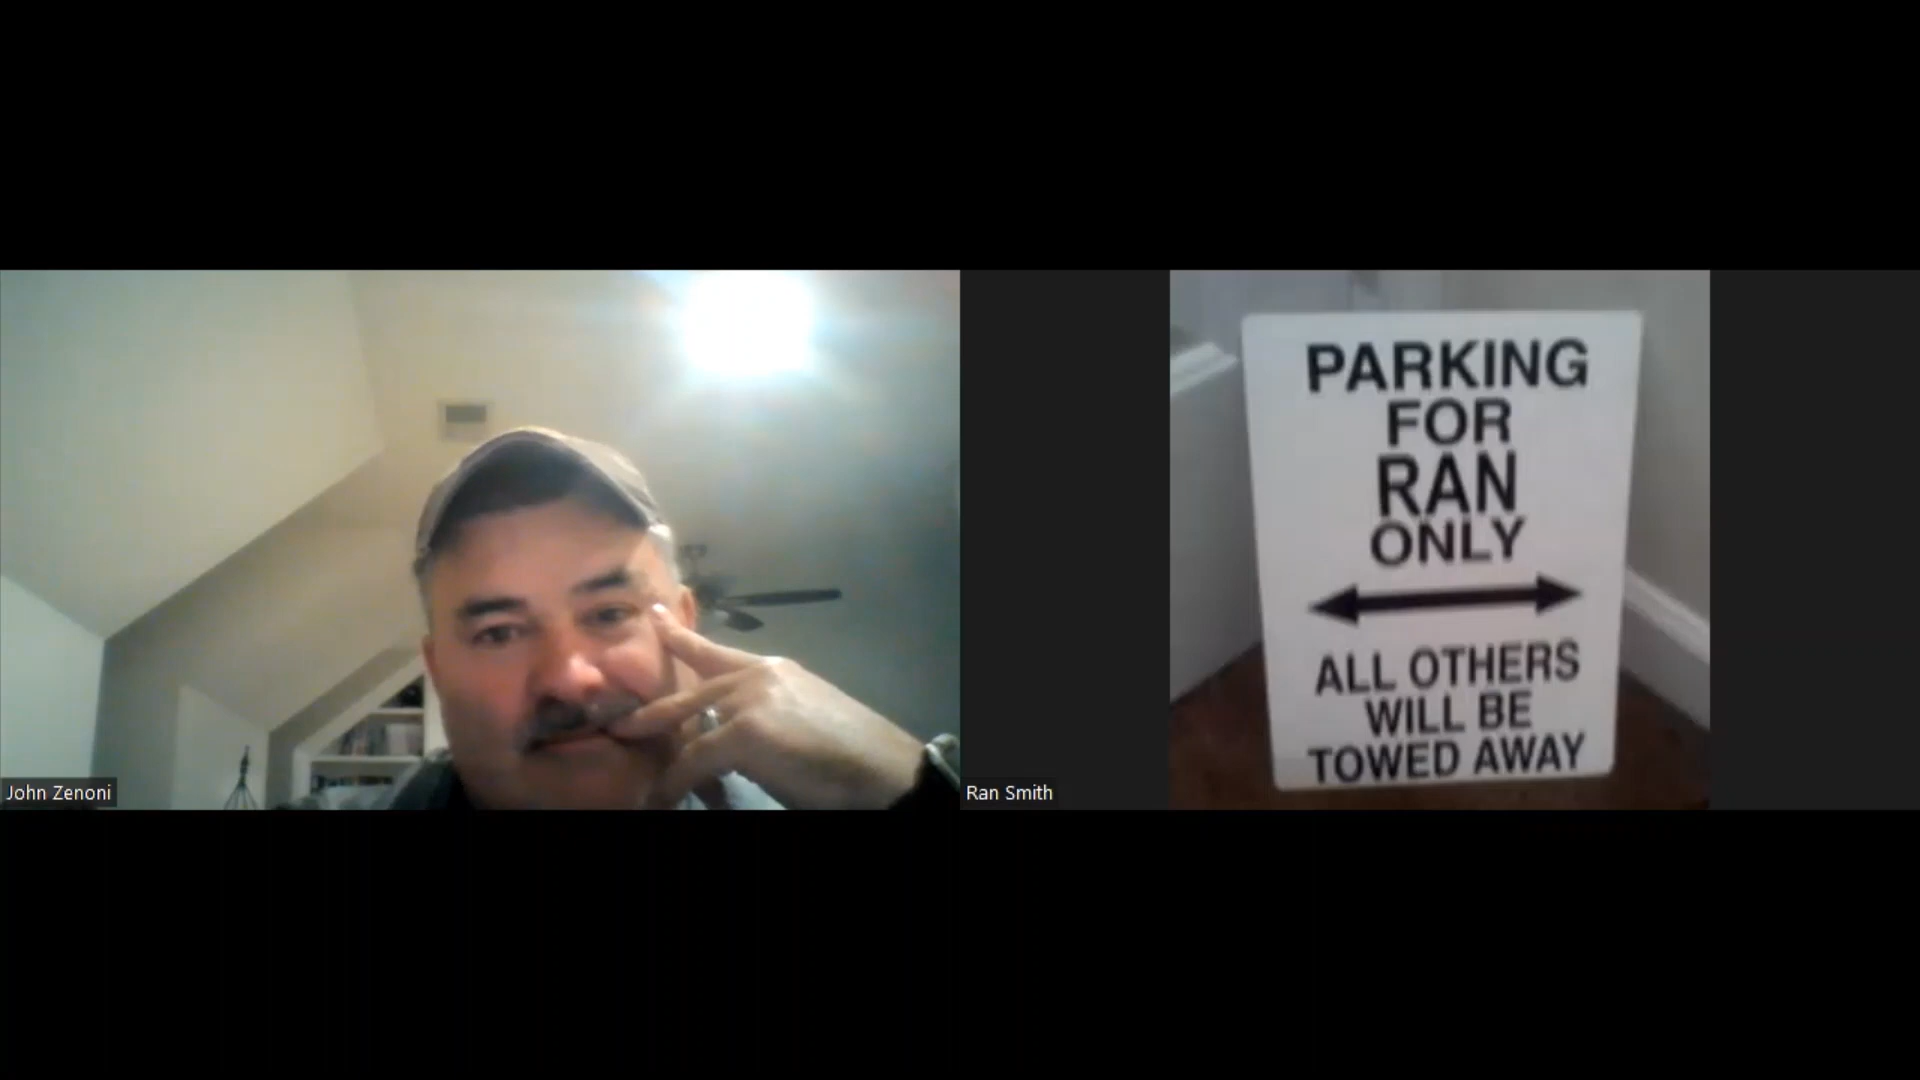 John Zenoni
PARKING
FOR
RAN
ONLY
ALL OTHERS
WILL BE
TOWED AWAY
Ran Smith